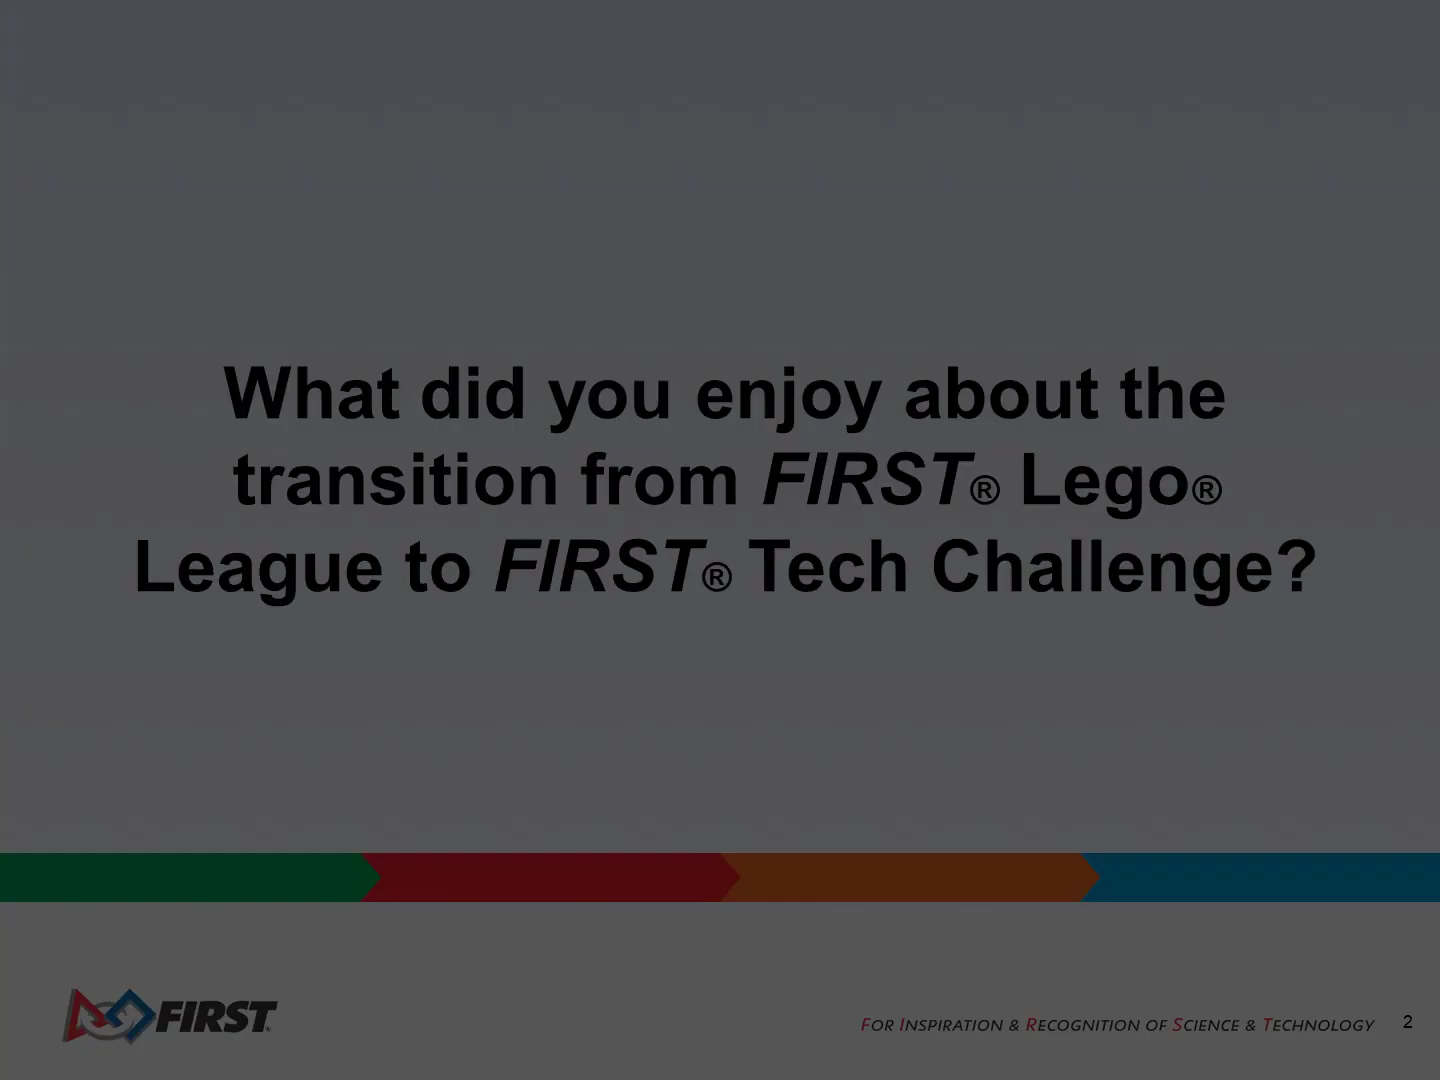 What did you enjoy about the
transition from FIRST® Lego®
League to FIRST® Tech Challenge?
FIRST®
FOR INSPIRATION & RECOGNITION OF SCIENCE & TECHNOLOGY
2